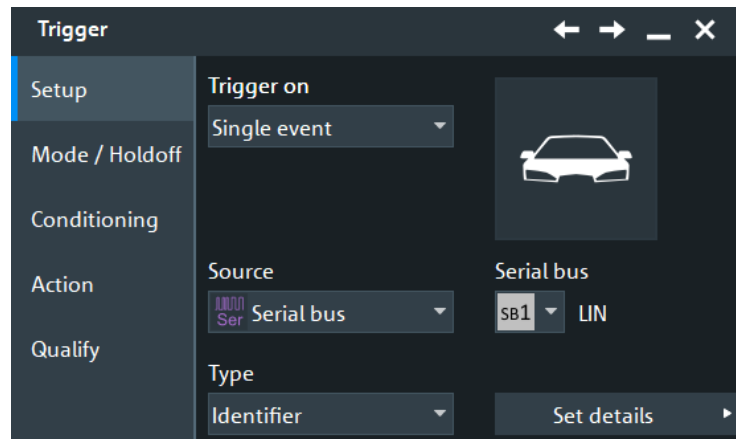 Trigger
Setup
Mode / Holdoff
Conditioning
Action
Qualify
Trigger on
Single event
Source
Ser Serial bus
Serial bus
SB1 LIN
Type
Identifier
Set details